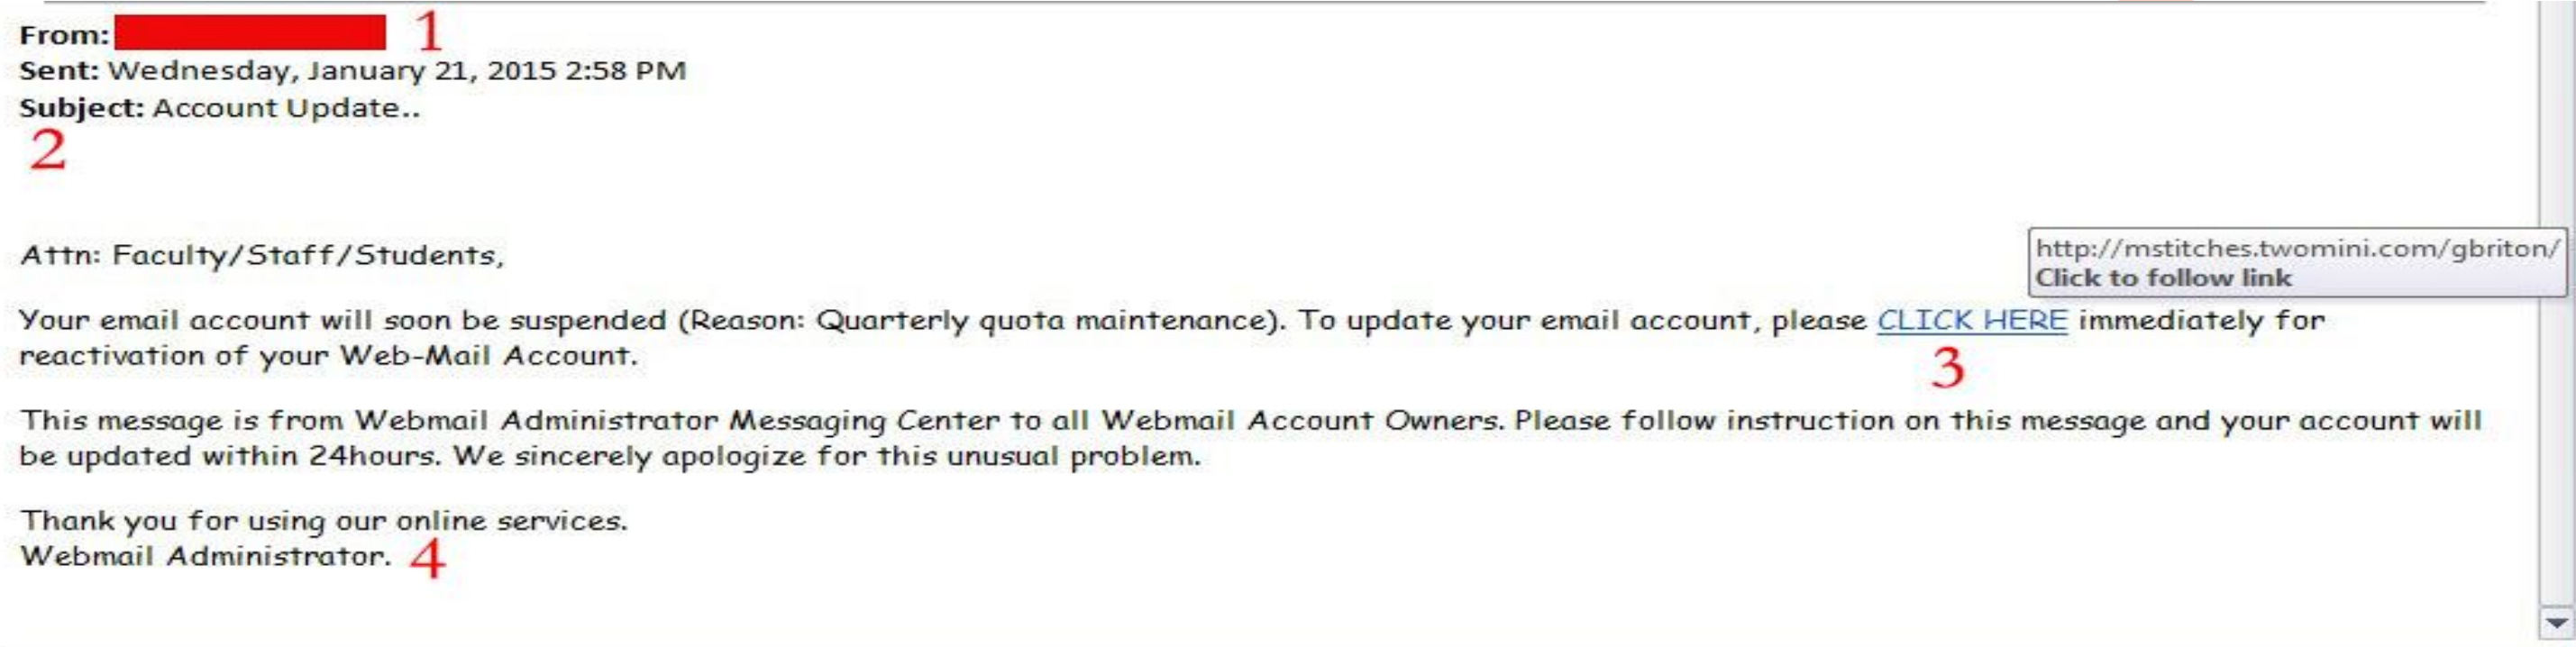 From: 1
Sent: Wednesday, January 21, 2015 2:58 PM
Subject: Account Update..
2
Attn: Faculty/Staff/Students,
http://mstitches.twomini.com/gbriton/
Click to follow link
Your email account will soon be suspended (Reason: Quarterly quota maintenance). To update your email account, please CLICK HERE immediately for
reactivation of your Web-Mail Account.
3
This message is from Webmail Administrator Messaging Center to all Webmail Account Owners. Please follow instruction on this message and your account will
be updated within 24hours. We sincerely apologize for this unusual problem.
Thank you for using our online services.
Webmail Administrator. 4